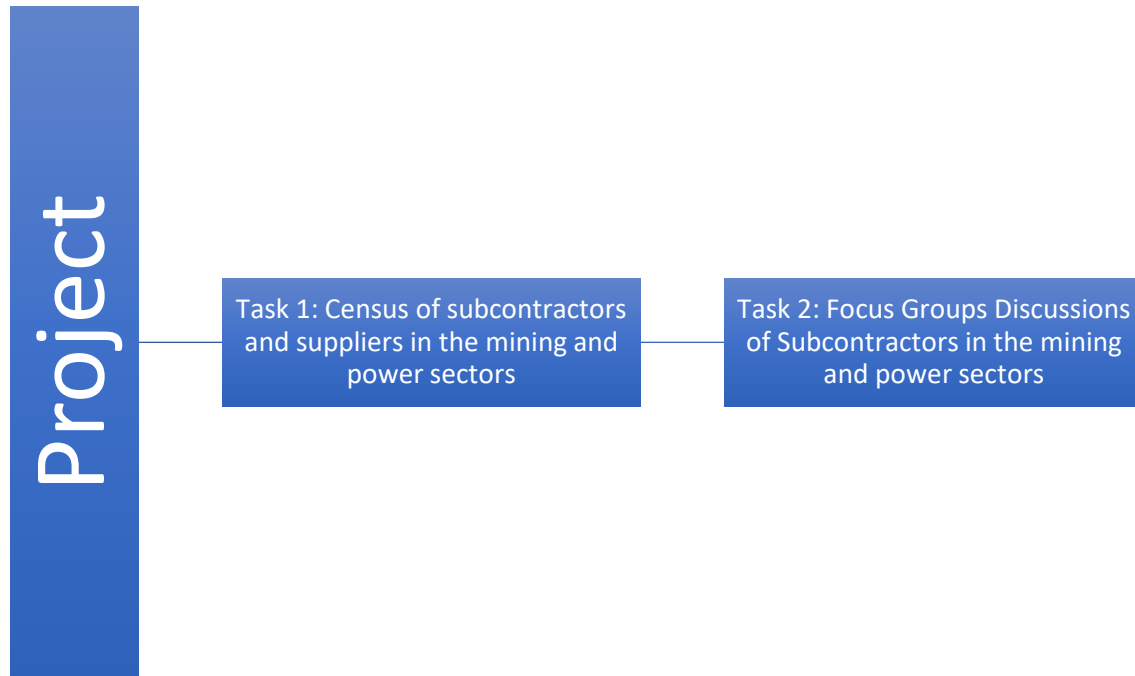 Project
Task 1: Census of subcontractors
and suppliers in the mining and
power sectors
Task 2: Focus Groups Discussions
of Subcontractors in the mining
and power sectors